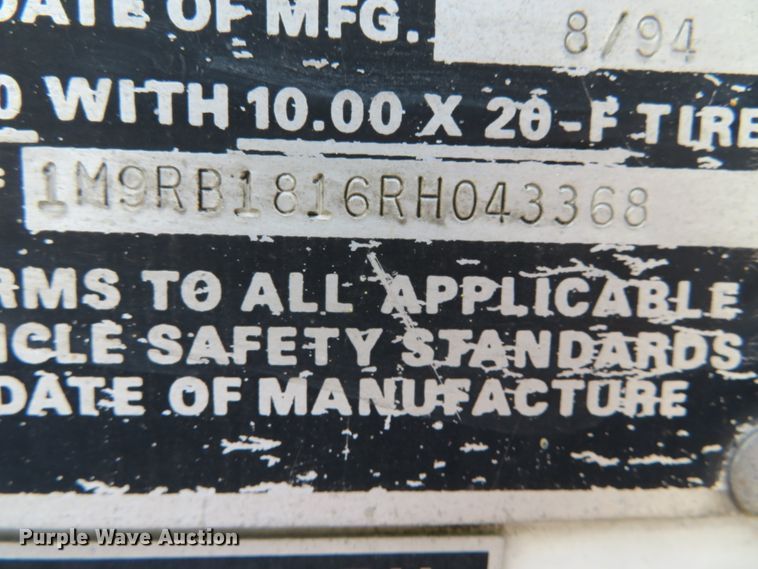 DATE OF MFG. 8/94
0 WITH 10.00 X 20-F TIRE
1M9RB1816RH043368
RMS TO ALL APPLICABLE
ICLE SAFETY STANDARDS
DATE OF MANUFACTURE
Purple Wave Auction